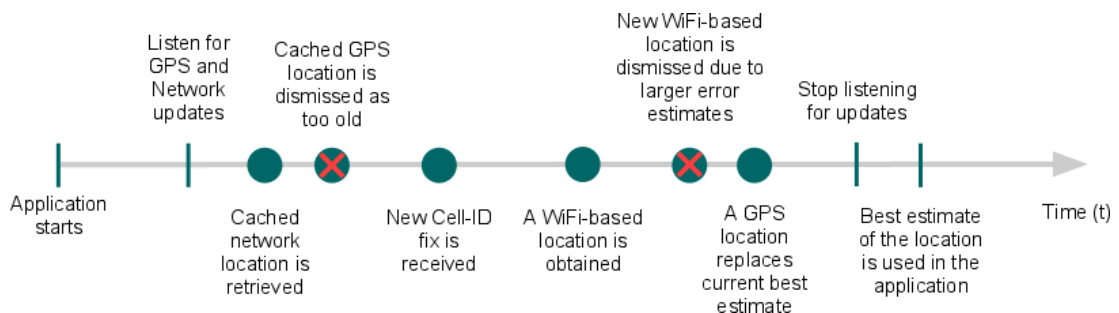 Listen for
GPS and
Network
updates
Cached GPS
location is
dismissed as
too old
New WiFi-based
location is
dismissed due to
larger error
estimates
Stop listening
for updates
Application
starts
Cached
network
location is
retrieved
New Cell-ID
fix is
received
A WiFi-based
location is
obtained
A
GPS
location
replaces
current best
estimate
Best estimate
of the location
is used in the
application
Time (t)